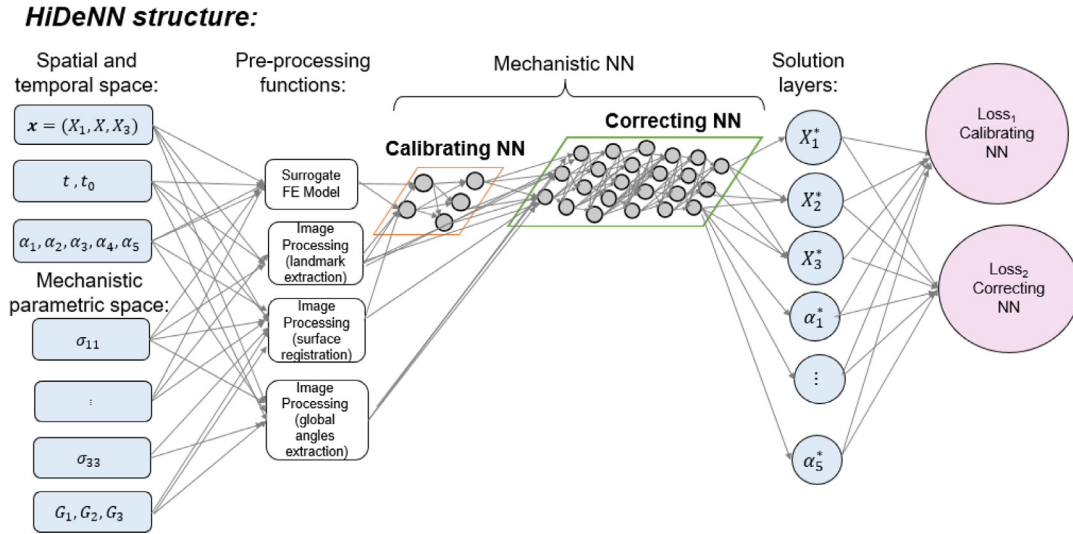 HiDeNN structure:
Spatial and
temporal space:
Pre-processing
functions:
Mechanistic NN
Solution
layers:
𝒙 = (X₁, X, X₃)
t , t₀
α₁, α₂, α₃, α₄, α₅
Mechanistic
parametric space:
σ₁₁
⋮
σ₃₃
G₁, G₂, G₃
Surrogate
FE Model
Image
Processing
(landmark
extraction)
Image
Processing
(surface
registration)
Image
Processing
(global
angles
extraction)
Calibrating NN
Correcting NN
X₁*
X₂*
X₃*
α₁*
⋮
α₅*
Loss₁
Calibrating
NN
Loss₂
Correcting
NN